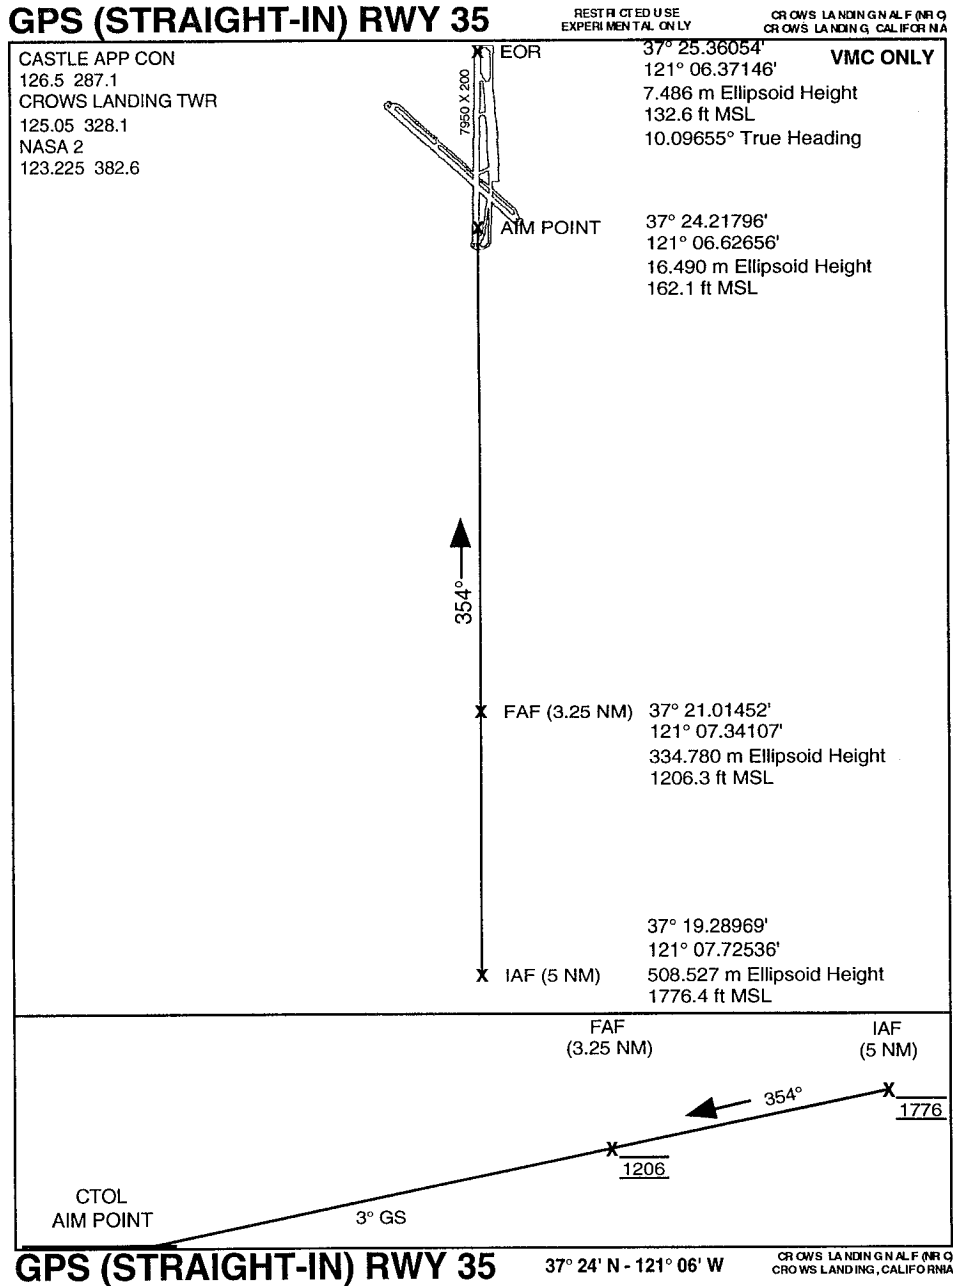 GPS (STRAIGHT-IN) RWY 35
RESTRICTED USE
EXPERIMENTAL ONLY
CROWS LANDING NALF (NRC)
CROWS LANDING, CALIFORNIA
CASTLE APP CON
126.5 287.1
CROWS LANDING TWR
125.05 328.1
NASA 2
123.225 382.6
7950 X 200
X EOR
37° 25.36054'
121° 06.37146'
7.486 m Ellipsoid Height
132.6 ft MSL
10.09655° True Heading
VMC ONLY
X AIM POINT
37° 24.21796'
121° 06.62656'
16.490 m Ellipsoid Height
162.1 ft MSL
354°
X FAF (3.25 NM)
37° 21.01452'
121° 07.34107'
334.780 m Ellipsoid Height
1206.3 ft MSL
37° 19.28969'
121° 07.72536'
X IAF (5 NM)
508.527 m Ellipsoid Height
1776.4 ft MSL
FAF
(3.25 NM)
IAF
(5 NM)
354°
X
1776
X
1206
CTOL
AIM POINT
3° GS
GPS (STRAIGHT-IN) RWY 35
37° 24' N - 121° 06' W
CROWS LANDING NALF (NRC)
CROWS LANDING, CALIFORNIA